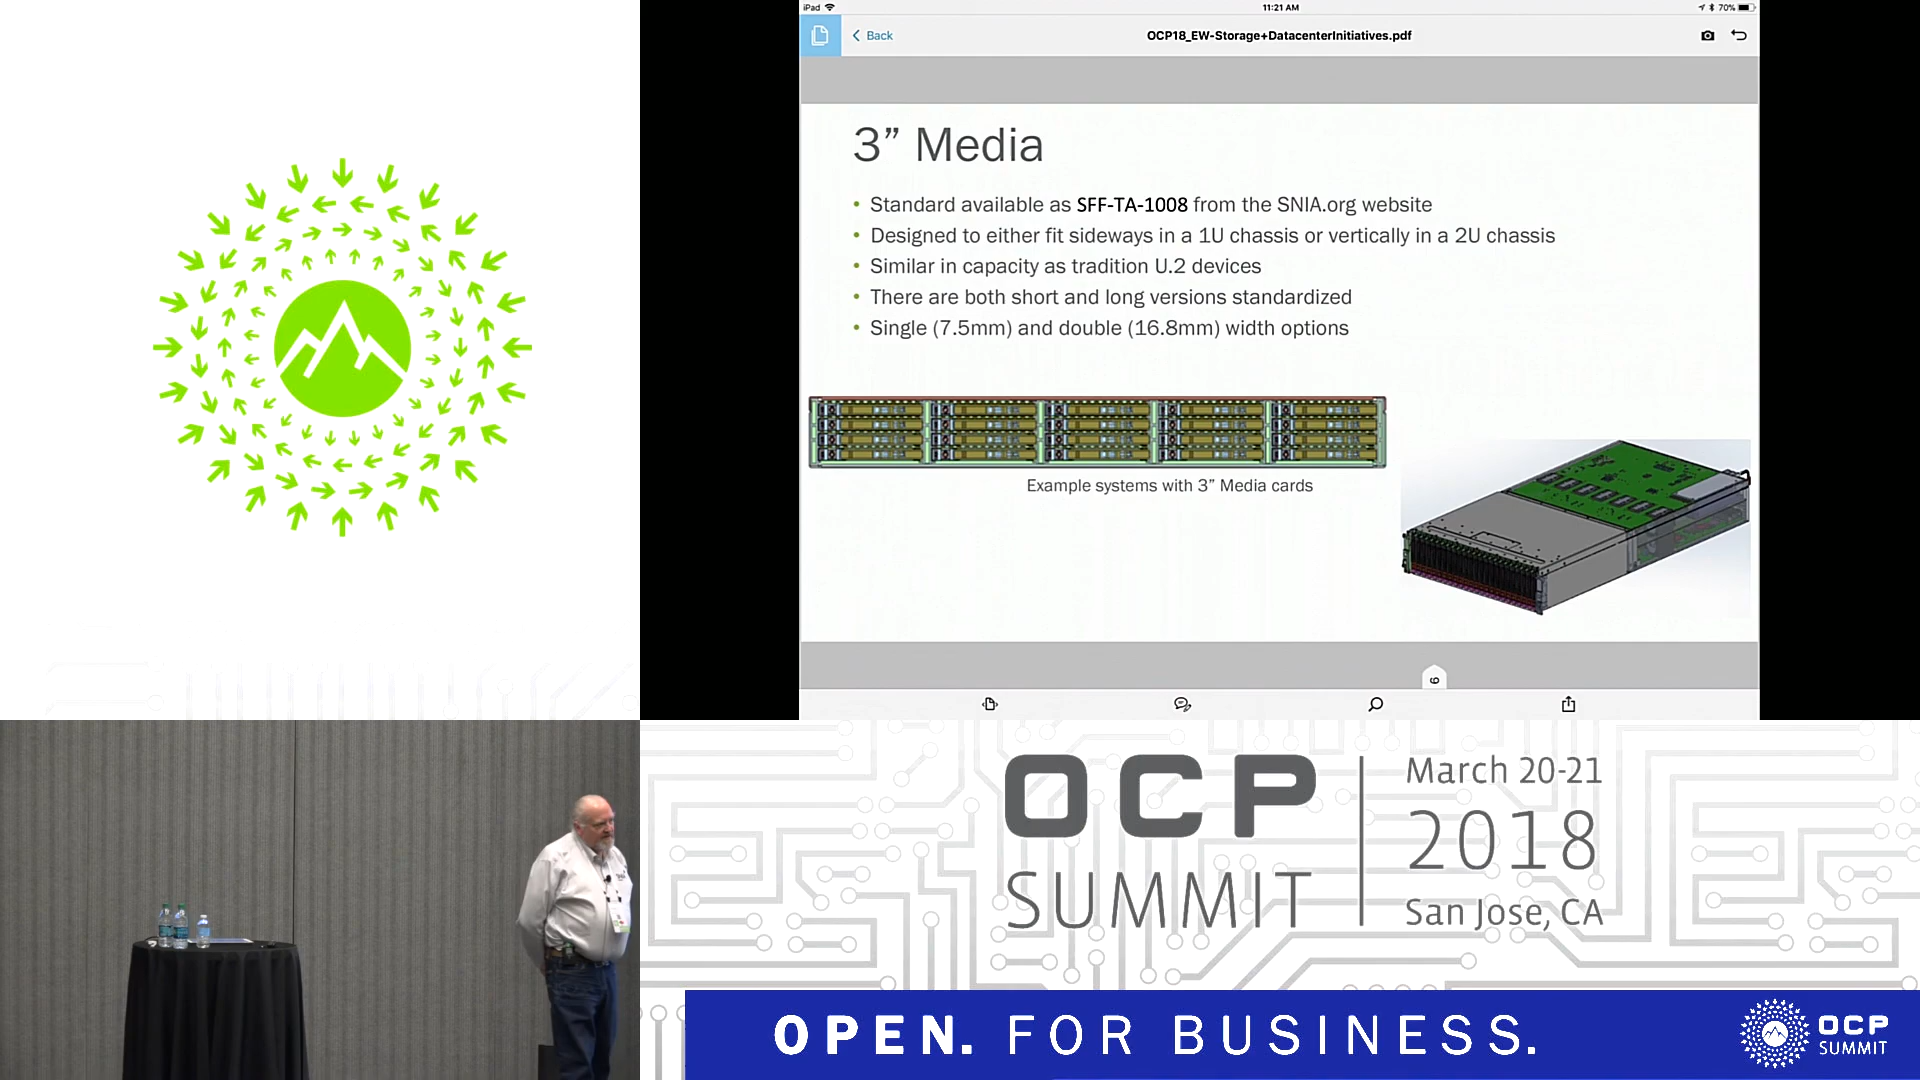 iPad
11:21 AM
70%
Back
OCP18_EW-Storage+DatacenterInitiatives.pdf
3” Media
• Standard available as SFF-TA-1008 from the SNIA.org website
• Designed to either fit sideways in a 1U chassis or vertically in a 2U chassis
• Similar in capacity as tradition U.2 devices
• There are both short and long versions standardized
• Single (7.5mm) and double (16.8mm) width options
Example systems with 3” Media cards
9
OCP
SUMMIT
March 20-21
2018
San Jose, CA
OPEN. FOR BUSINESS.
OCP
SUMMIT